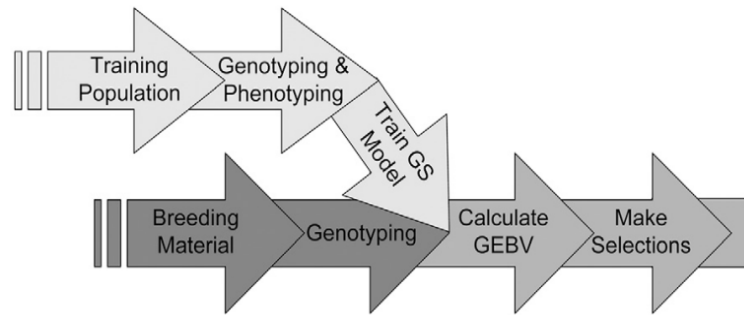 Training
Population
Genotyping &
Phenotyping
Train GS
Model
Breeding
Material
Genotyping
Calculate
GEBV
Make
Selections